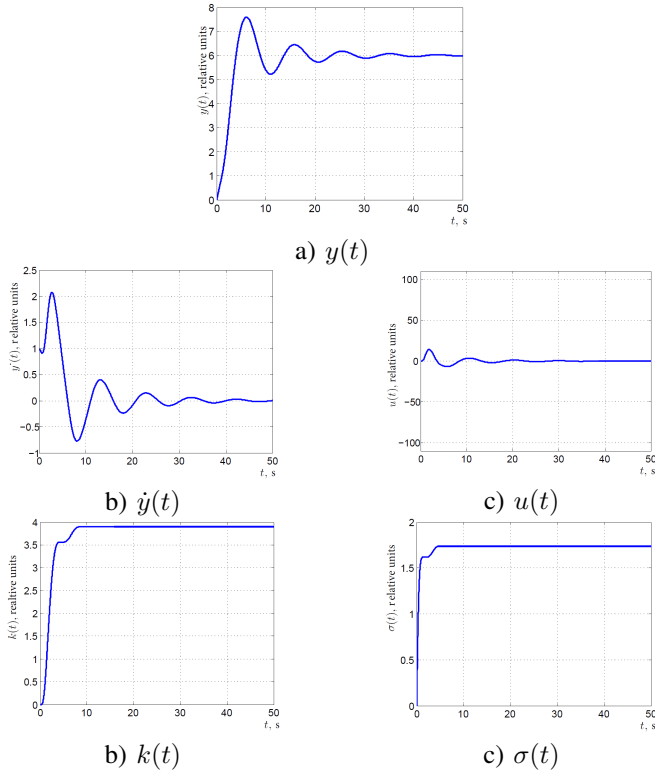 8
7
6
5
4
3
2
1
0
y(t), relative units
0 10 20 30 40 50
t, s
a) y(t)
2.5
2
1.5
1
0.5
0
−0.5
−1
ẏ(t), relative units
0 10 20 30 40 50
t, s
b) ẏ(t)
100
50
0
−50
−100
u(t), relative units
0 10 20 30 40 50
t, s
c) u(t)
4
3.5
3
2.5
2
1.5
1
0.5
0
k(t), realtive units
0 10 20 30 40 50
t, s
b) k(t)
2
1.5
1
0.5
0
σ(t), relative units
0 10 20 30 40 50
t, s
c) σ(t)